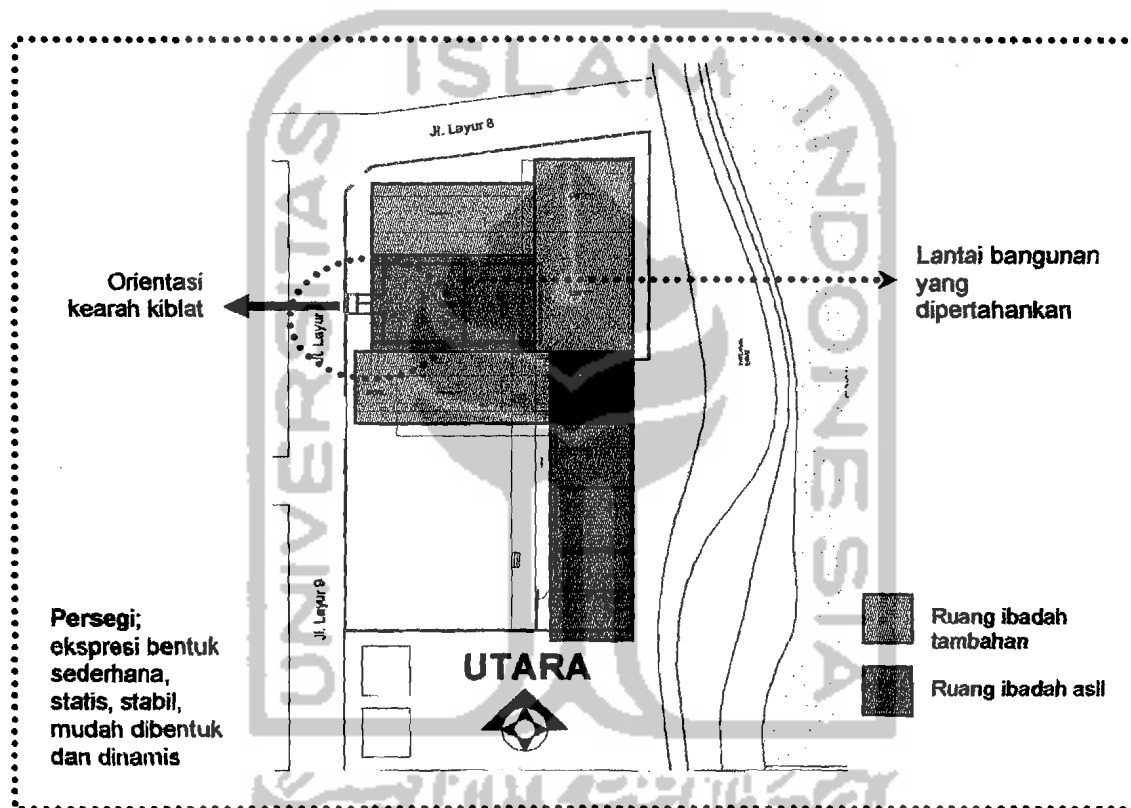 UNIVERSITAS ISLAM INDONESIA
Jl. Layur 8
Orientasi
kearah kiblat
Lantai bangunan
yang
dipertahankan
Jl. Layur
Jl. Layur 9
Persegi;
ekspresi bentuk
sederhana,
statis, stabil,
mudah dibentuk
dan dinamis
UTARA
Ruang ibadah
tambahan
Ruang ibadah asli